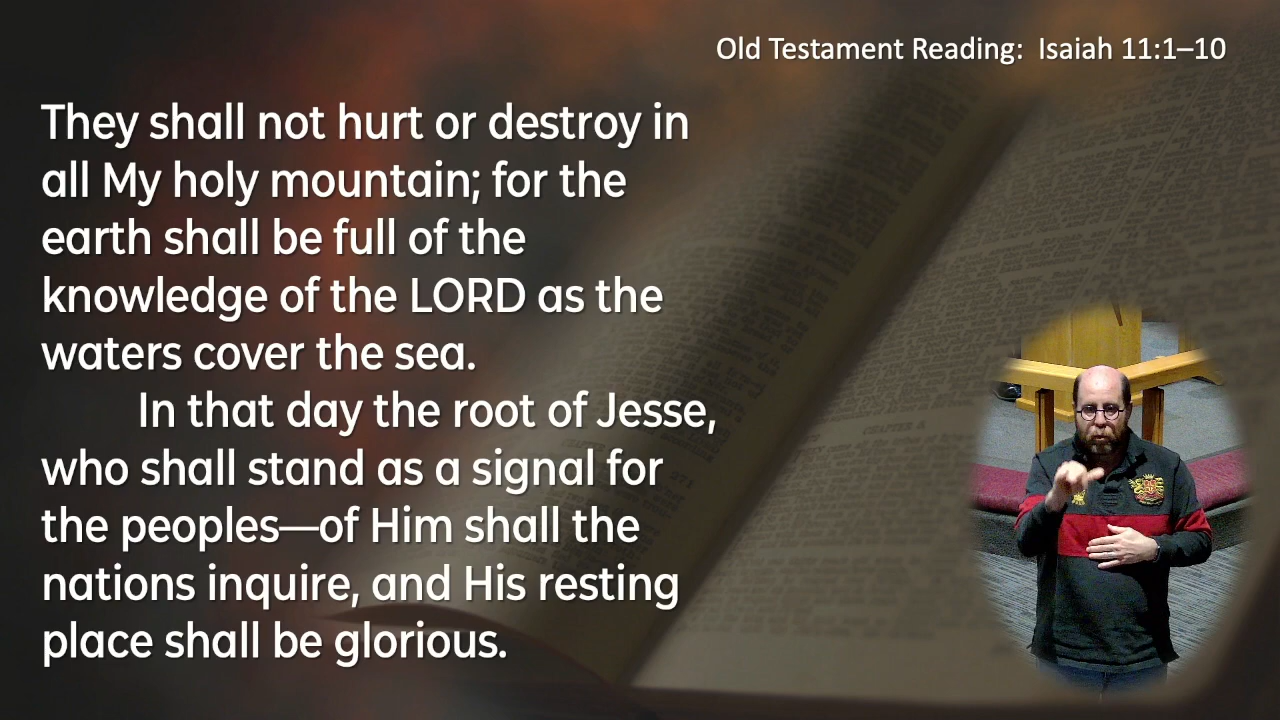 Old Testament Reading:  Isaiah 11:1–10
They shall not hurt or destroy in
all My holy mountain; for the
earth shall be full of the
knowledge of the LORD as the
waters cover the sea.
In that day the root of Jesse,
who shall stand as a signal for
the peoples—of Him shall the
nations inquire, and His resting
place shall be glorious.